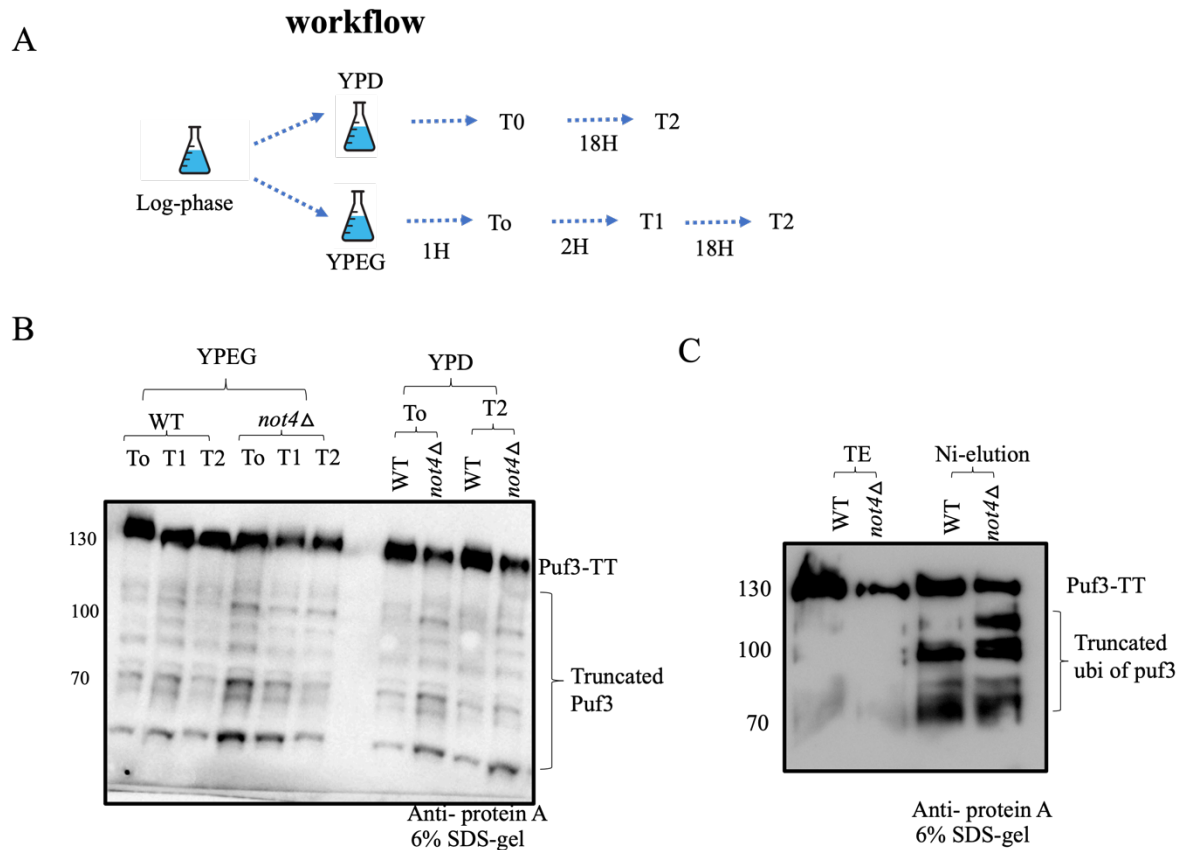 workflow
A
YPD
T0
18H
T2
Log-phase
YPEG
1H
To
2H
T1
18H
T2
B
YPEG
WT
not4Δ
To T1 T2 To T1 T2
YPD
To
T2
WT
not4Δ
WT
not4Δ
130
100
70
Puf3-TT
Truncated
Puf3
Anti- protein A
6% SDS-gel
C
TE
Ni-elution
WT
not4Δ
WT
not4Δ
130
100
70
Puf3-TT
Truncated
ubi of puf3
Anti- protein A
6% SDS-gel